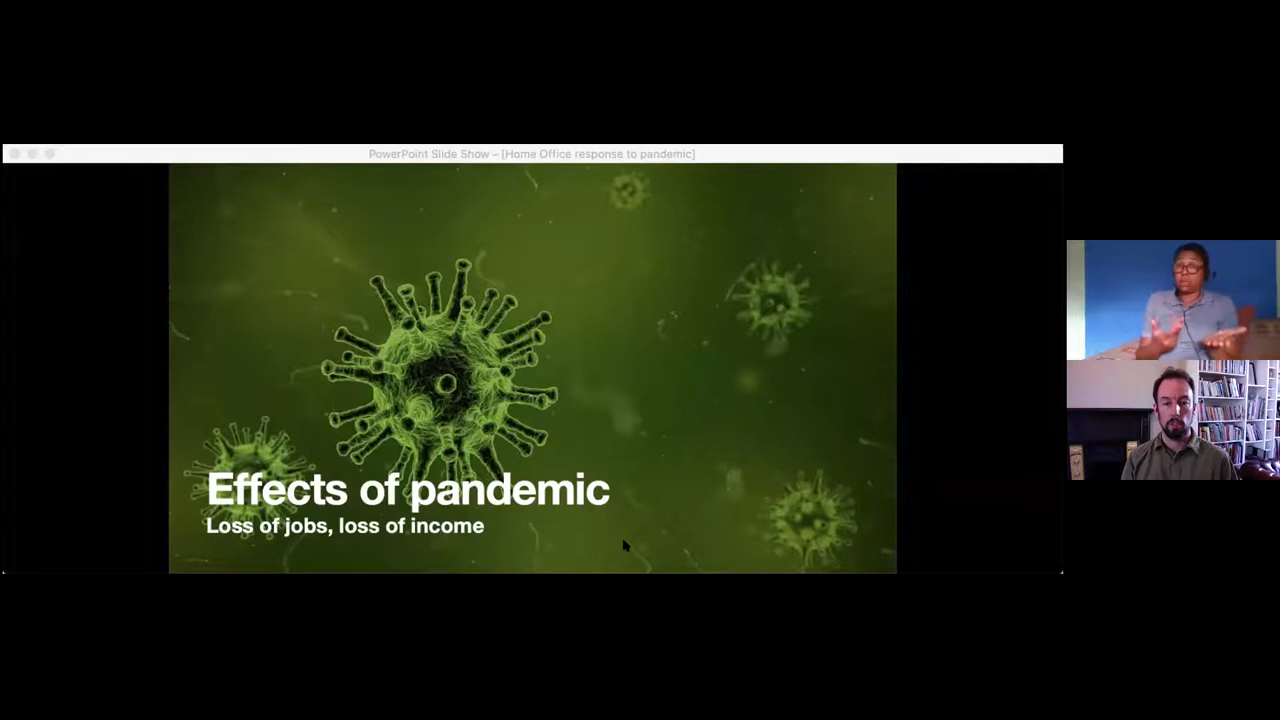 PowerPoint Slide Show – [Home Office response to pandemic]
Effects of pandemic
Loss of jobs, loss of income